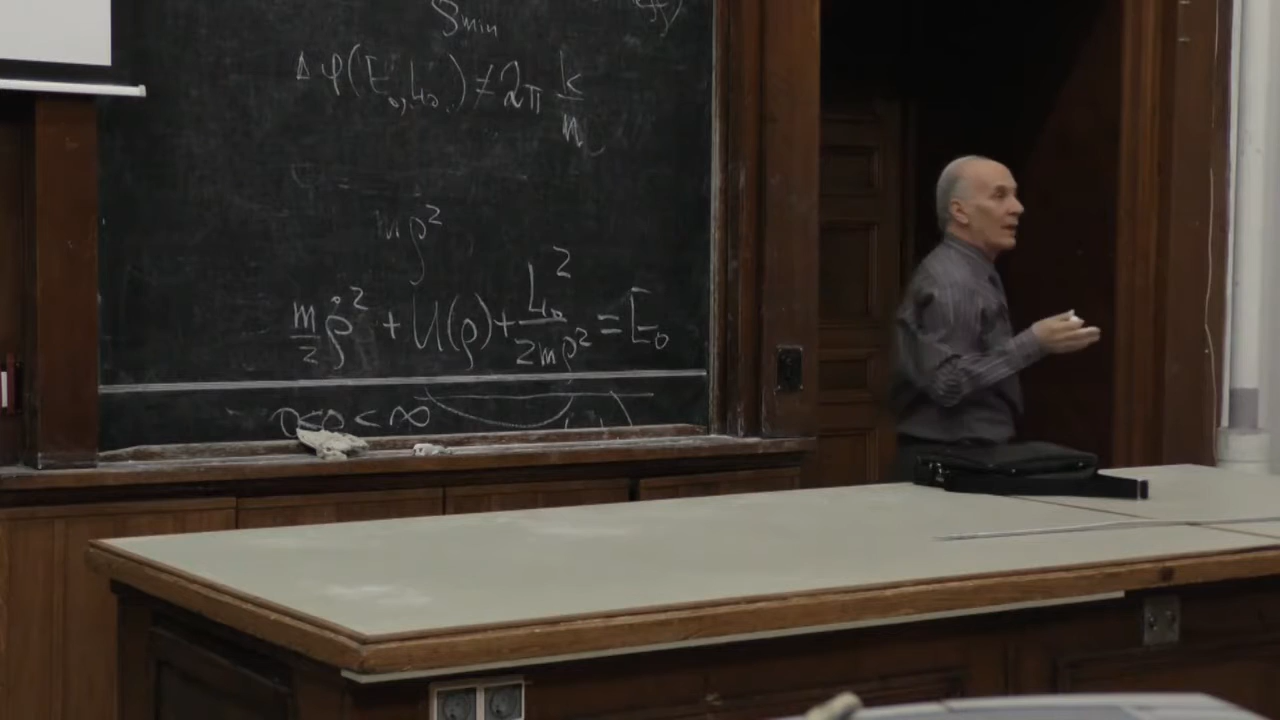 S_min
Δφ(E₀, L₀) ≠ 2π k/n
mρ²
m/2 ρ̇² + U(ρ) + L₀²/2mρ² = E₀
0<ρ<∞